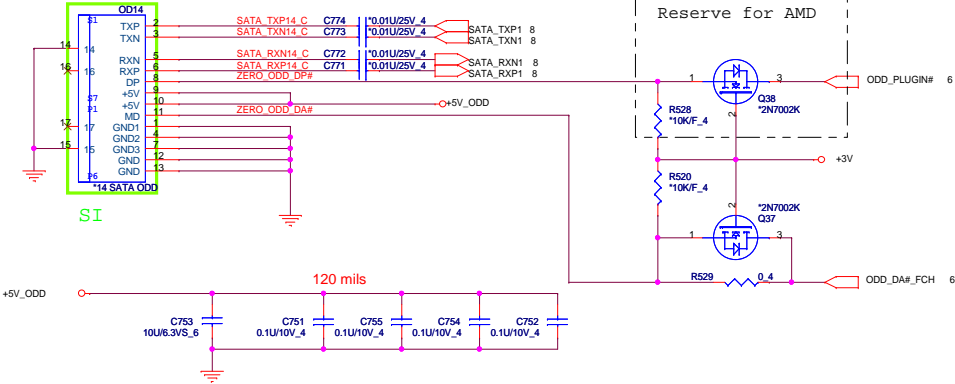 OD14
Reserve for AMD
S1
TXP 2 SATA_TXP14_C C774 *0.01U/25V_4 SATA_TXP1 8
TXN 3 SATA_TXN14_C C773 *0.01U/25V_4 SATA_TXN1 8
14 14
RXN 5 SATA_RXN14_C C772 *0.01U/25V_4 SATA_RXN1 8
16 16 RXP 6 SATA_RXP14_C C771 *0.01U/25V_4 SATA_RXP1 8
DP 8 ZERO_ODD_DP#
1 3 ODD_PLUGIN# 6
S7 +5V 9
P1 +5V 10 +5V_ODD
Q38
*2N7002K
2
MD 11 ZERO_ODD_DA#
R528
*10K/F_4
17 17 GND1 1
GND2 4
15 15 GND3 7
GND 12
GND 13
+3V
P6
*14 SATA ODD
R520
*10K/F_4
SI
2
*2N7002K
Q37
1 3
R529 0_4 ODD_DA#_FCH 6
120 mils
+5V_ODD
C753
10U/6.3VS_6
C751
0.1U/10V_4
C755
0.1U/10V_4
C754
0.1U/10V_4
C752
0.1U/10V_4